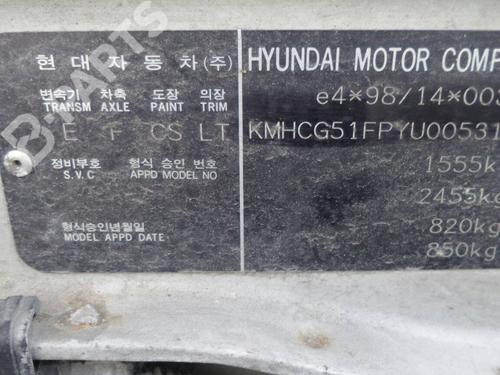 현대자동차(주)
HYUNDAI MOTOR COMP
변속기 차축 도장 의장
TRANSM AXLE PAINT TRIM
e4*98/14*00
E F CS LT
KMHCG51FPYU0053
정비부호 형식 승인 번호
S.V.C APPD MODEL NO
1555k
2455kg
형식승인년월일
MODEL APPD DATE
820kg
850kg
B-PARTS